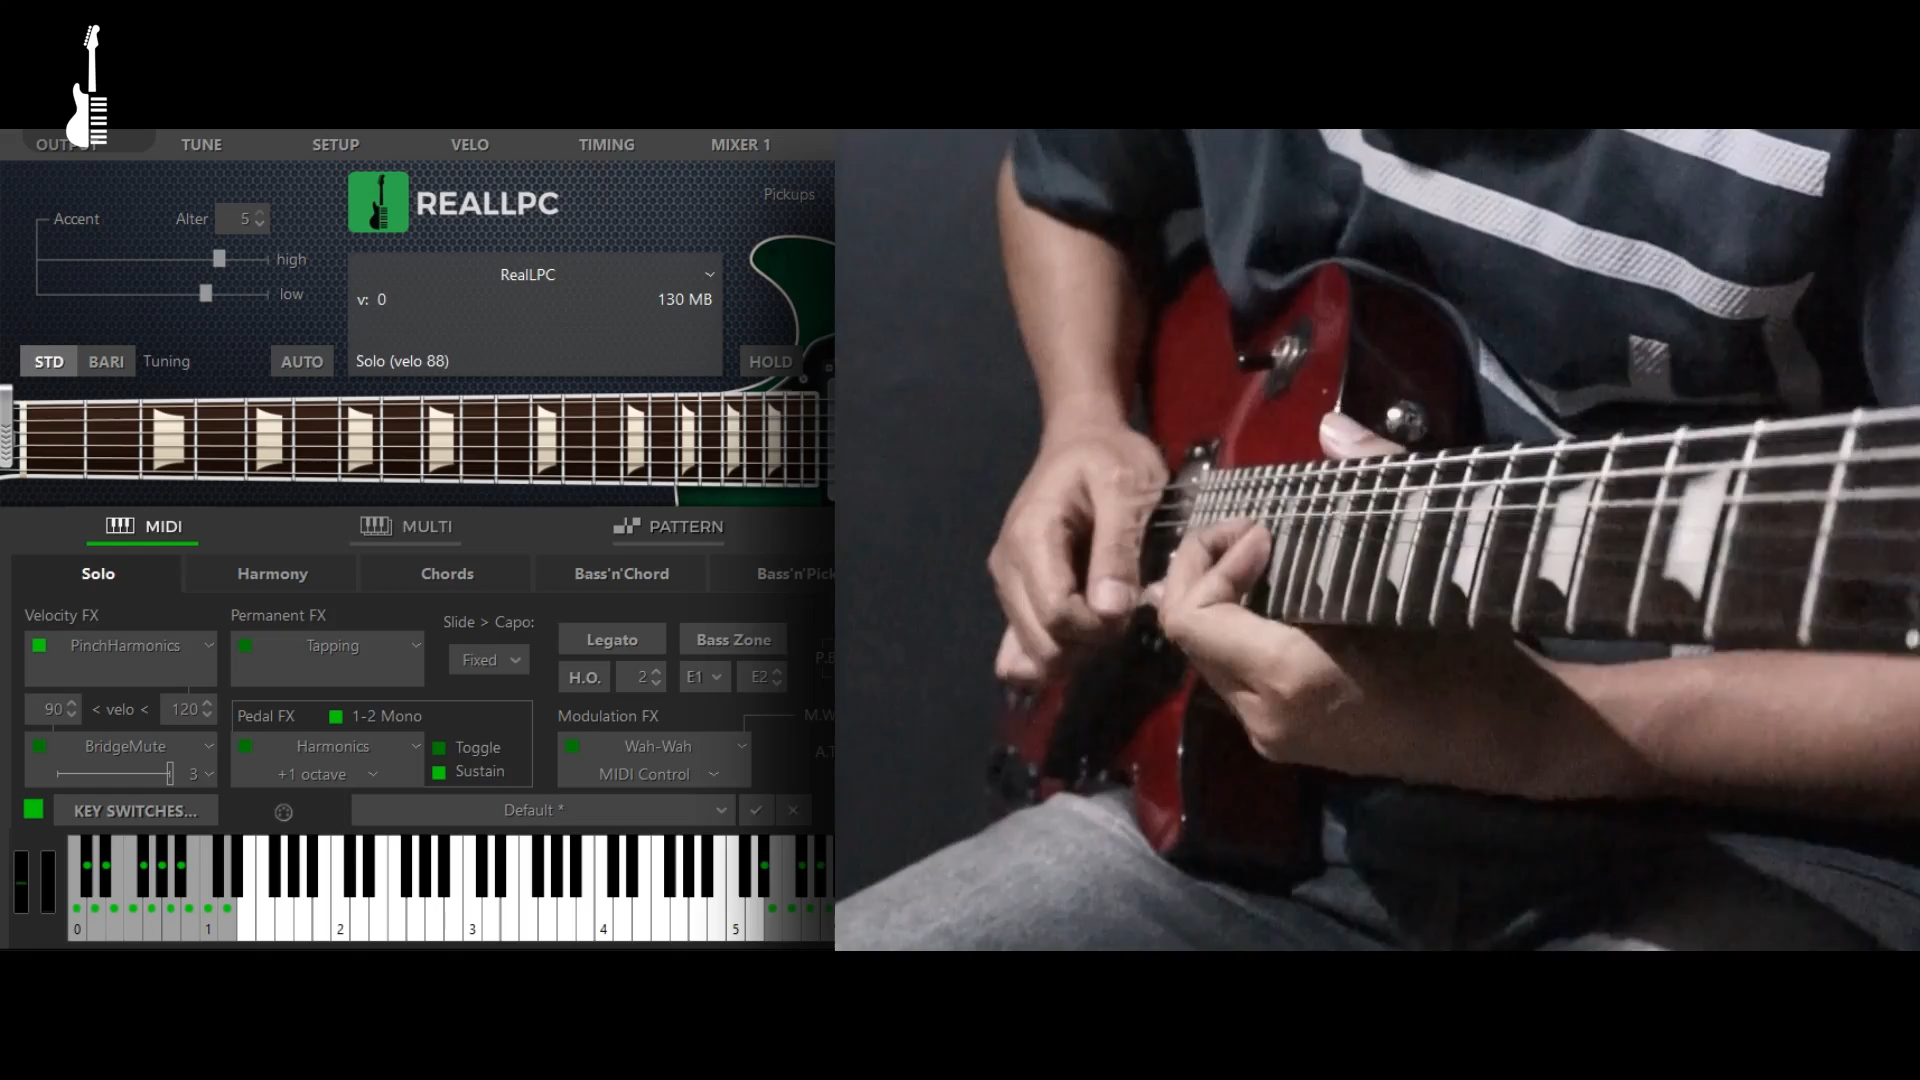 TUNE SETUP VELO TIMING MIXER 1
REALLPC
Pickups
Accent Alter 5
high
low
RealLPC
v: 0 130 MB
STD BARI Tuning AUTO Solo (velo 88) HOLD
MIDI MULTI PATTERN
Solo Harmony Chords Bass'n'Chord
Velocity FX Permanent FX Slide > Capo:
PinchHarmonics Tapping Fixed Legato Bass Zone
H.O. 2 E1 E2
90 < velo < 120
Pedal FX 1-2 Mono Modulation FX
BridgeMute Harmonics Toggle Wah-Wah
3 +1 octave Sustain MIDI Control
KEY SWITCHES... Default *
0 1 2 3 4 5